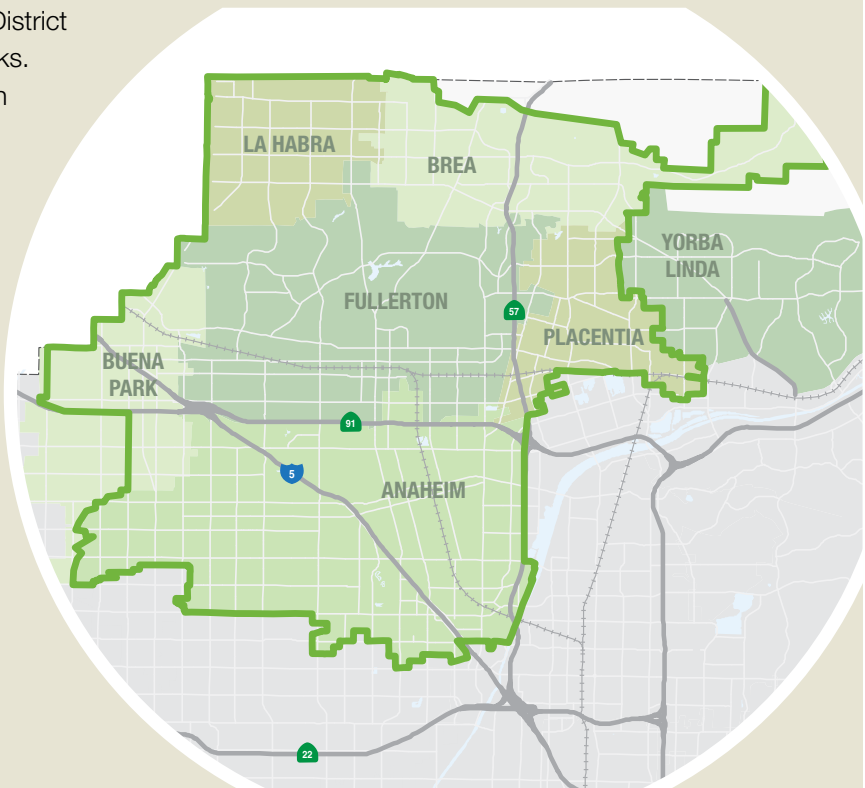 District
ks.
n
LA HABRA
BREA
YORBA
LINDA
FULLERTON
57
PLACENTIA
BUENA
PARK
91
5
ANAHEIM
22